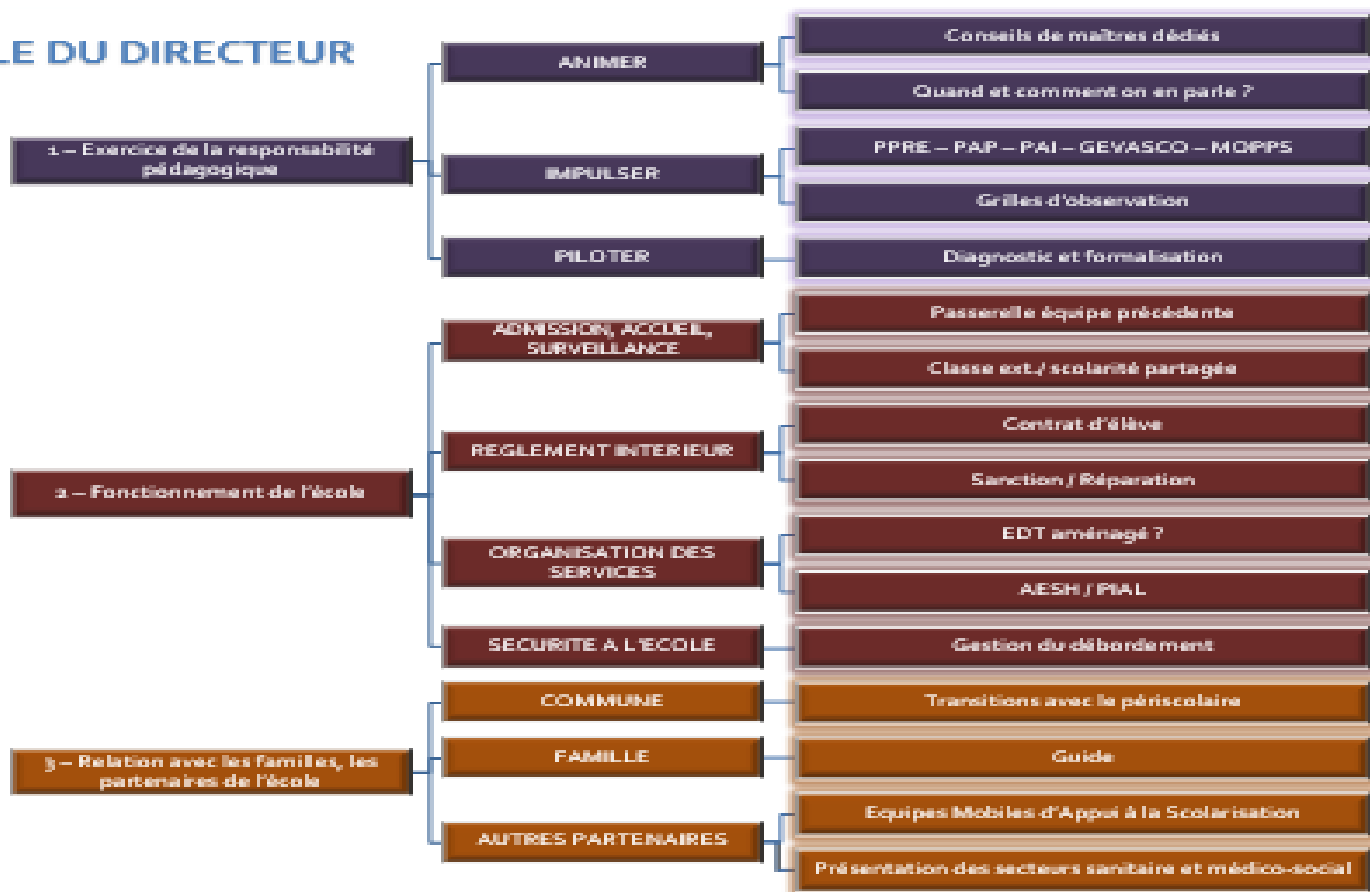 LE DU DIRECTEUR
1 – Exercice de la responsabilité
pédagogique
ANIMER
Conseils de maîtres dédiés
Quand et comment on en parle ?
IMPULSER
PPRE – PAP – PAI – GEVASCO – MOPPS
Grilles d'observation
PILOTER
Diagnostic et formalisation
2 – Fonctionnement de l'école
ADMISSION, ACCUEIL,
SURVEILLANCE
Passerelle équipe précédente
Classe ext./ scolarité partagée
REGLEMENT INTERIEUR
Contrat d'élève
Sanction / Réparation
ORGANISATION DES
SERVICES
EDT aménagé ?
AESH / PIAL
SECURITE A L'ECOLE
Gestion du débordement
3 – Relation avec les familles, les
partenaires de l'école
COMMUNE
Transitions avec le périscolaire
FAMILLE
Guide
AUTRES PARTENAIRES
Equipes Mobiles d'Appui à la Scolarisation
Présentation des secteurs sanitaire et médico-social